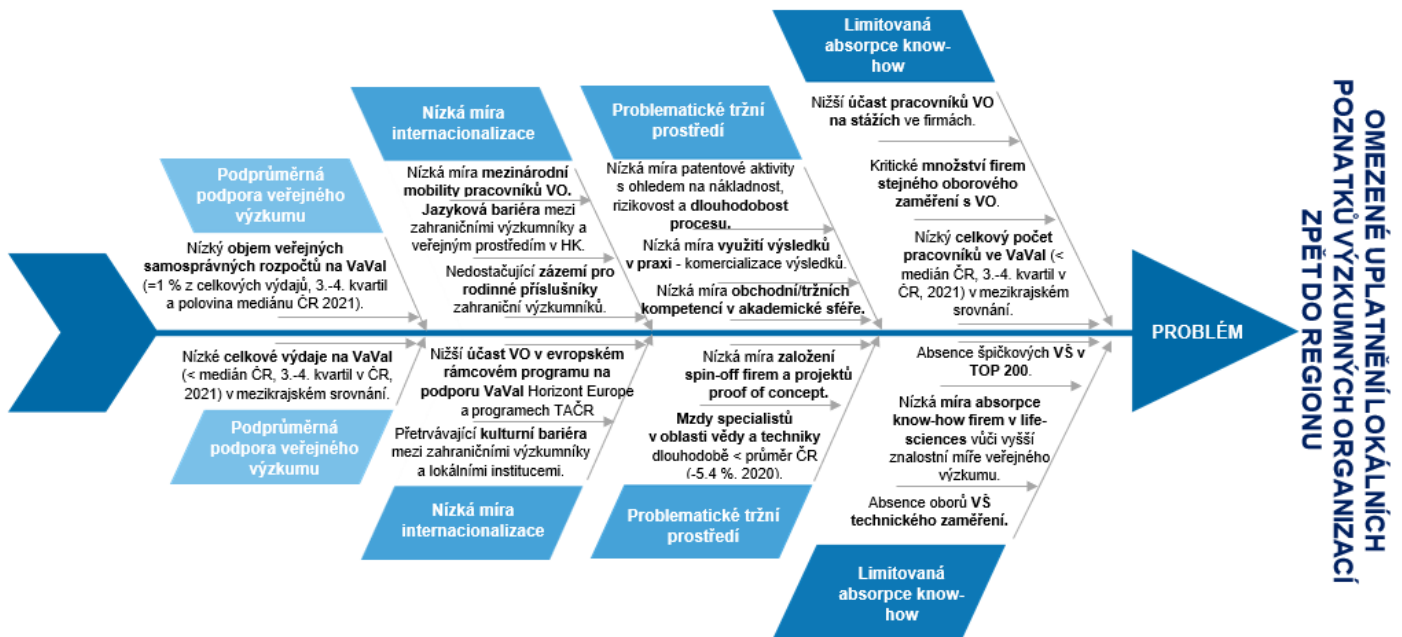 Podprůměrná
podpora veřejného
výzkumu
Nízký objem veřejných
samosprávných rozpočtů na VaVaI
(=1 % z celkových výdajů, 3.-4. kvartil
a polovina mediánu ČR 2021).
Nízká míra
internacionalizace
Nízká míra mezinárodní
mobility pracovníků VO.
Jazyková bariéra mezi
zahraničními výzkumníky a
veřejným prostředím v HK.
Nedostačující zázemí pro
rodinné příslušníky
zahraniční výzkumníků.
Problematické tržní
prostředí
Nízká míra patentové aktivity
s ohledem na nákladnost,
rizikovost a dlouhodobost
procesu.
Nízká míra využití výsledků
v praxi - komercializace výsledků.
Nízká míra obchodní/tržních
kompetencí v akademické sféře.
Limitovaná
absorpce know-
how
Nižší účast pracovníků VO
na stážích ve firmách.
Kritické množství firem
stejného oborového
zaměření s VO.
Nízký celkový počet
pracovníků ve VaVaI (<
medián ČR, 3.-4. kvartil v
ČR, 2021) v mezikrajském
srovnání.
Nízké celkové výdaje na VaVaI
(< medián ČR, 3.-4. kvartil v ČR,
2021) v mezikrajském srovnání.
Podprůměrná
podpora veřejného
výzkumu
Nižší účast VO v evropském
rámcovém programu na
podporu VaVaI Horizont Europe
a programech TAČR
Přetrvávající kulturní bariéra
mezi zahraničními výzkumníky
a lokálními institucemi.
Nízká míra
internacionalizace
Nízká míra založení
spin-off firem a projektů
proof of concept.
Mzdy specialistů
v oblasti vědy a techniky
dlouhodobě < průměr ČR
(-5.4 %. 2020).
Problematické tržní
prostředí
Absence špičkových VŠ v
TOP 200.
Nízká míra absorpce
know-how firem v life-
sciences vůči vyšší
znalostní míře veřejného
výzkumu.
Absence oborů VŠ
technického zaměření.
Limitovaná
absorpce know-
how
PROBLÉM
OMEZENÉ UPLATNĚNÍ LOKÁLNÍCH
POZNATKŮ VÝZKUMNÝCH ORGANIZACÍ
ZPĚT DO REGIONU